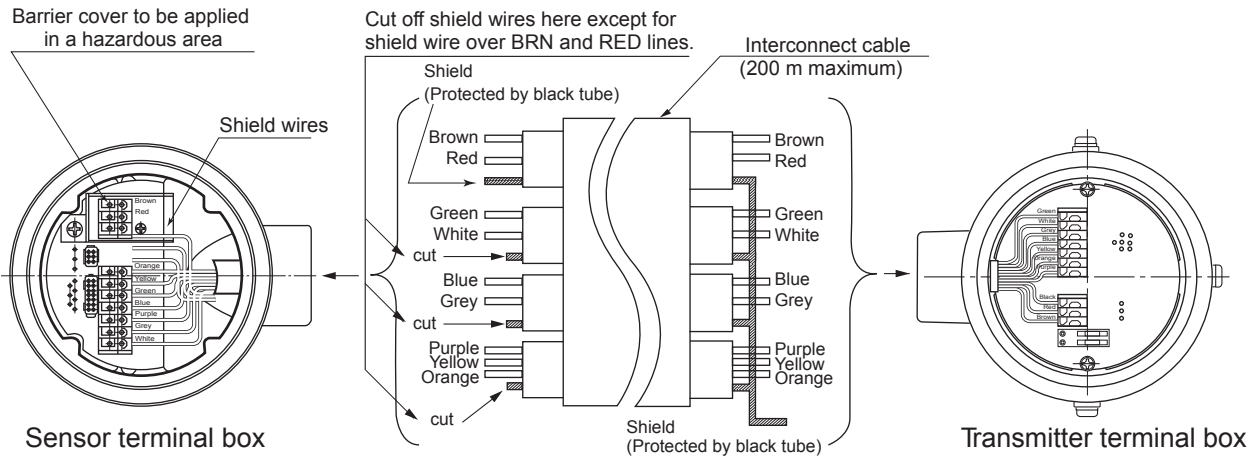 Barrier cover to be applied
in a hazardous area
Cut off shield wires here except for
shield wire over BRN and RED lines.
Interconnect cable
(200 m maximum)
Shield
(Protected by black tube)
Shield wires
Brown
Red
Orange
Yellow
Green
Blue
Purple
Grey
White
Sensor terminal box
Brown
Red
Green
White
cut
Blue
Grey
cut
Purple
Yellow
Orange
cut
Brown
Red
Green
White
Blue
Grey
Purple
Yellow
Orange
Shield
(Protected by black tube)
Green
White
Grey
Blue
Yellow
Orange
Purple
Black
Red
Brown
Transmitter terminal box